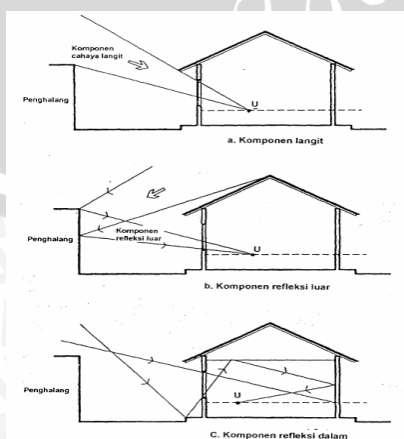 Komponen
cahaya langit
Penghalang
U
a. Komponen langit
Komponen
refleksi luar
Penghalang
U
b. Komponen refleksi luar
Penghalang
U
C. Komponen refleksi dalam